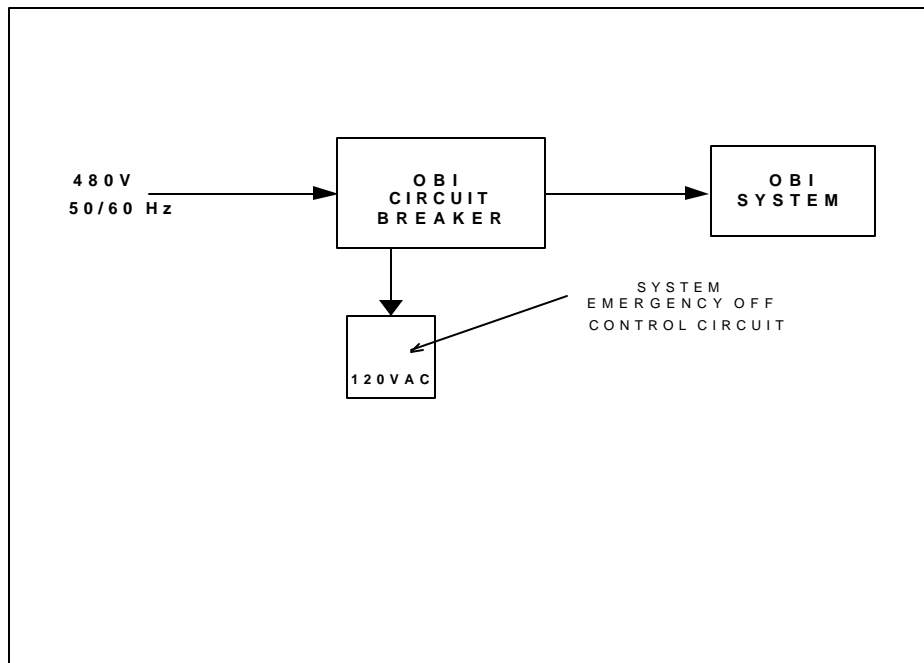 480V
50/60 Hz
OBI
CIRCUIT
BREAKER
OBI
SYSTEM
SYSTEM
EMERGENCY OFF
CONTROL CIRCUIT
120VAC